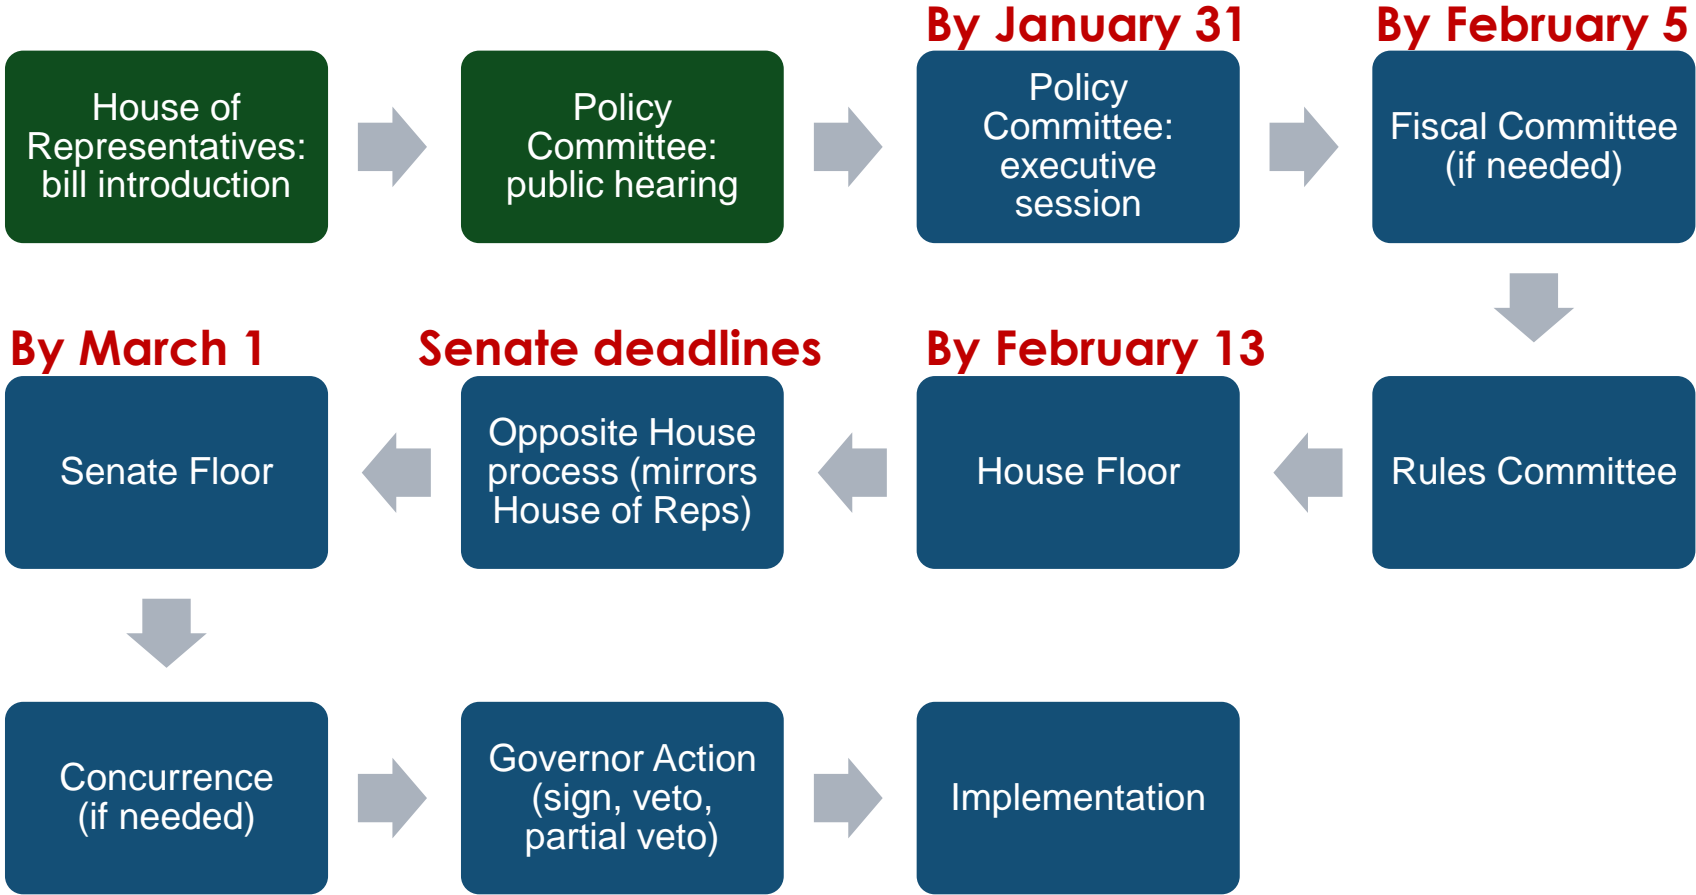 By January 31
By February 5
House of
Representatives:
bill introduction
Policy
Committee:
public hearing
Policy
Committee:
executive
session
Fiscal Committee
(if needed)
By March 1
Senate deadlines
By February 13
Senate Floor
Opposite House
process (mirrors
House of Reps)
House Floor
Rules Committee
Concurrence
(if needed)
Governor Action
(sign, veto,
partial veto)
Implementation